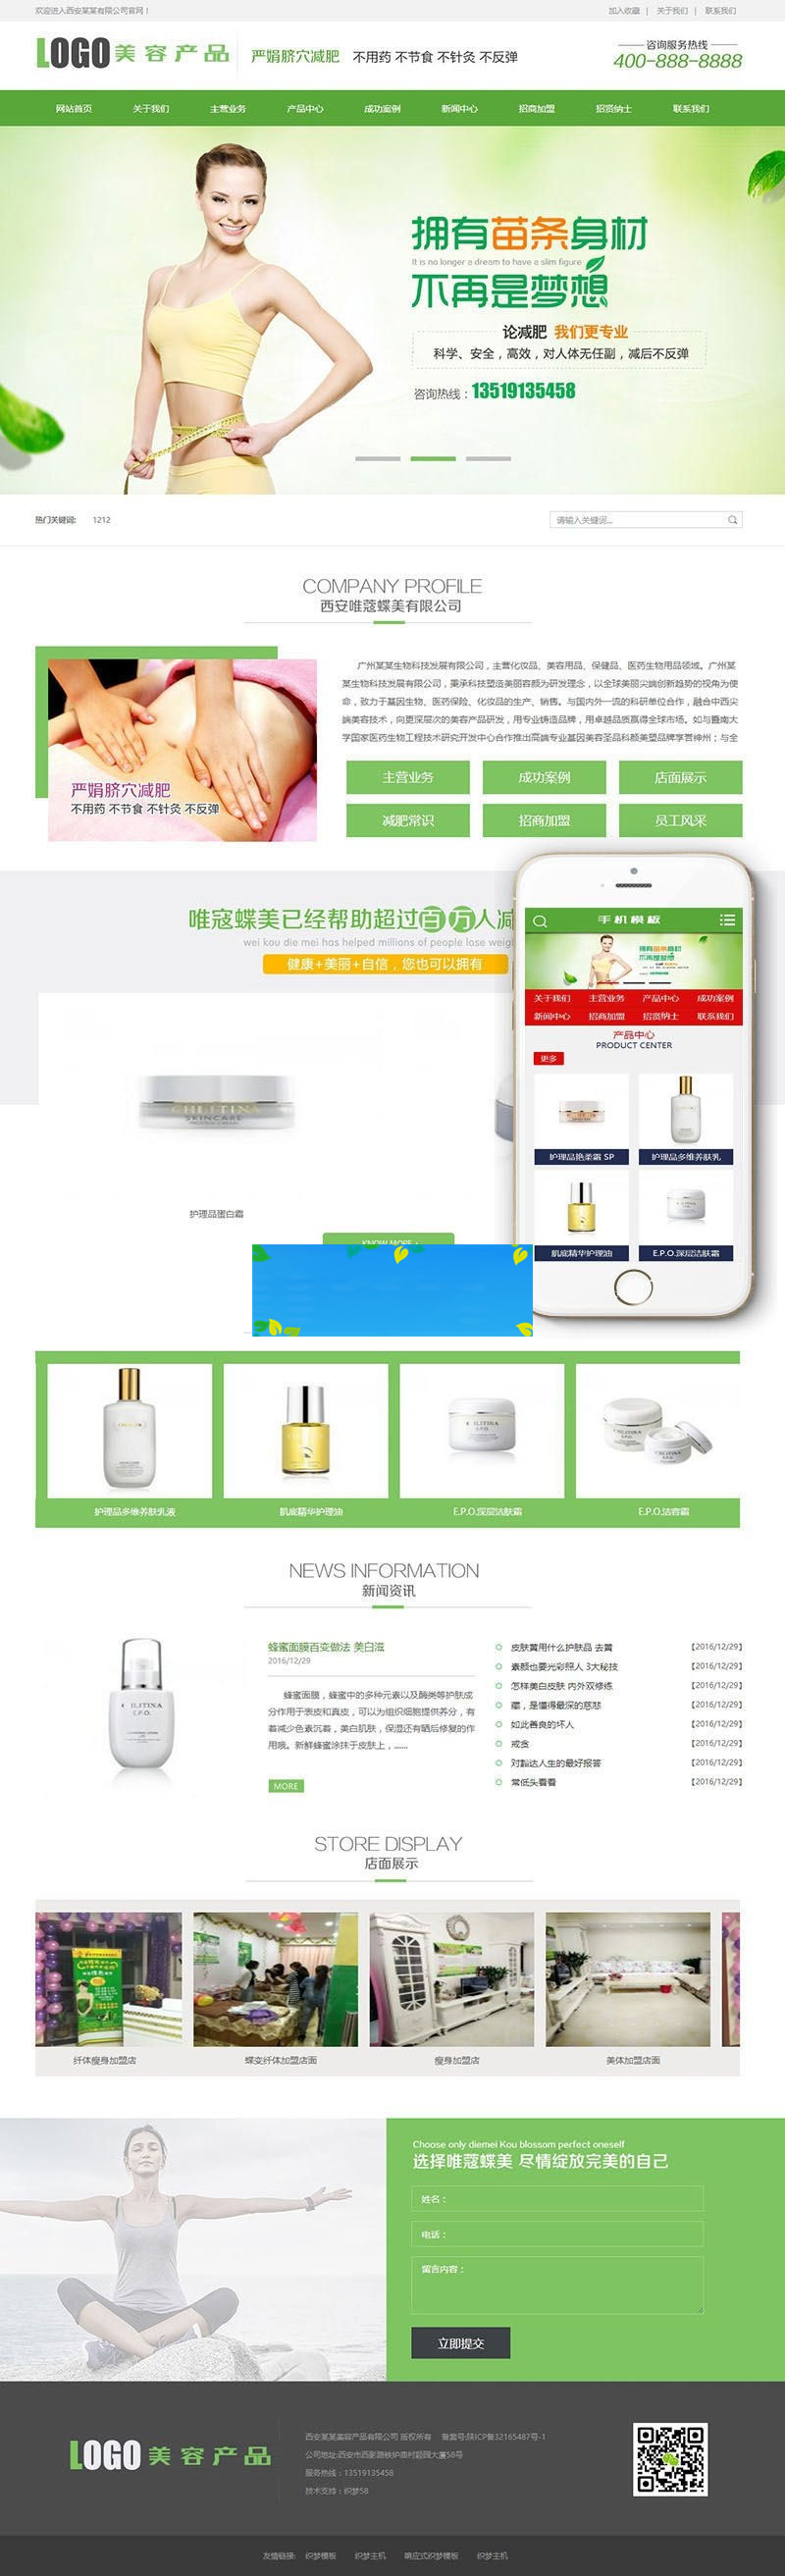 欢迎进入西安某某有限公司官网！
加入收藏 | 关于我们 | 联系我们
LOGO美容产品
严娟脐穴减肥 不用药 不节食 不针灸 不反弹
咨询服务热线
400-888-8888
网站首页 关于我们 主营业务 产品中心 成功案例 新闻中心 招商加盟 招贤纳士 联系我们
拥有苗条身材
It is no longer a dream to have a slim figure
不再是梦想
论减肥 我们更专业
科学、安全，高效，对人体无任副，减后不反弹
咨询热线：13519135458
热门关键词： 1212
请输入关键词...
COMPANY PROFILE
西安唯蔻蝶美有限公司
严娟脐穴减肥
不用药 不节食 不针灸 不反弹
广州某某生物科技发展有限公司，主营化妆品、美容用品、保健品、医药生物用品领域。广州某
某生物科技发展有限公司，秉承科技塑造美丽容颜为研发理念，以全球美丽尖端创新趋势的视角为使
命，致力于基因生物、医药保险、化妆品的生产、销售。与国内外一流的科研单位合作，融合中西尖
端美容技术，向更深层次的美容产品研发，用专业铸造品牌，用卓越品质赢得全球市场。如与暨南大
学国家医药生物工程技术研究开发中心合作推出高端专业基因美容圣品科颜美塑品牌享誉神州；与全
主营业务 成功案例 店面展示
减肥常识 招商加盟 员工风采
唯寇蝶美已经帮助超过百万人减
wei kou die mei has helped millions of people lose weigh
健康+美丽+自信，您也可以拥有
CHLITINA
SKINCARE
护理品蛋白霜
KNOW MORE
手机模板
拥有苗条身材
不再是梦想
关于我们 主营业务 产品中心 成功案例
新闻中心 招商加盟 招贤纳士 联系我们
产品中心
PRODUCT CENTER
更多
护理品艳柔霜 SP 护理品多维养肤乳
肌底精华护理油 E.P.O.深层洁肤霜
护理品多维养肤乳液 肌底精华护理油 E.P.O.深层洁肤霜 E.P.O.洁容霜
NEWS INFORMATION
新闻资讯
蜂蜜面膜百变做法 美白滋
2016/12/29
蜂蜜面膜，蜂蜜中的多种元素以及酶类等护肤成
分作用于表皮和真皮，可以为组织细胞提供养分，有
着减少色素沉着，美白肌肤，保湿还有晒后修复的作
用哦。新鲜蜂蜜涂抹于皮肤上，......
MORE
皮肤黄用什么护肤品 去黄 【2016/12/29】
素颜也要光彩照人 3大秘技 【2016/12/29】
怎样美白皮肤 内外双修炼 【2016/12/29】
，是懂得最深的慈悲 【2016/12/29】
如此善良的坏人 【2016/12/29】
戒贪 【2016/12/29】
对豁达人生的最好报答 【2016/12/29】
常低头看看 【2016/12/29】
STORE DISPLAY
店面展示
纤体瘦身加盟店 蝶变纤体加盟店面 瘦身加盟店 美体加盟店面
Choose only diemei Kou blossom perfect oneself
选择唯蔻蝶美 尽情绽放完美的自己
姓名：
电话：
留言内容：
立即提交
LOGO美容产品
西安某某美容产品有限公司 版权所有 备案号:陕ICP备32165487号-1
服务热线：13519135458
技术支持：织梦58
友情链接： 织梦模板 织梦主机 响应式织梦模板 织梦主机